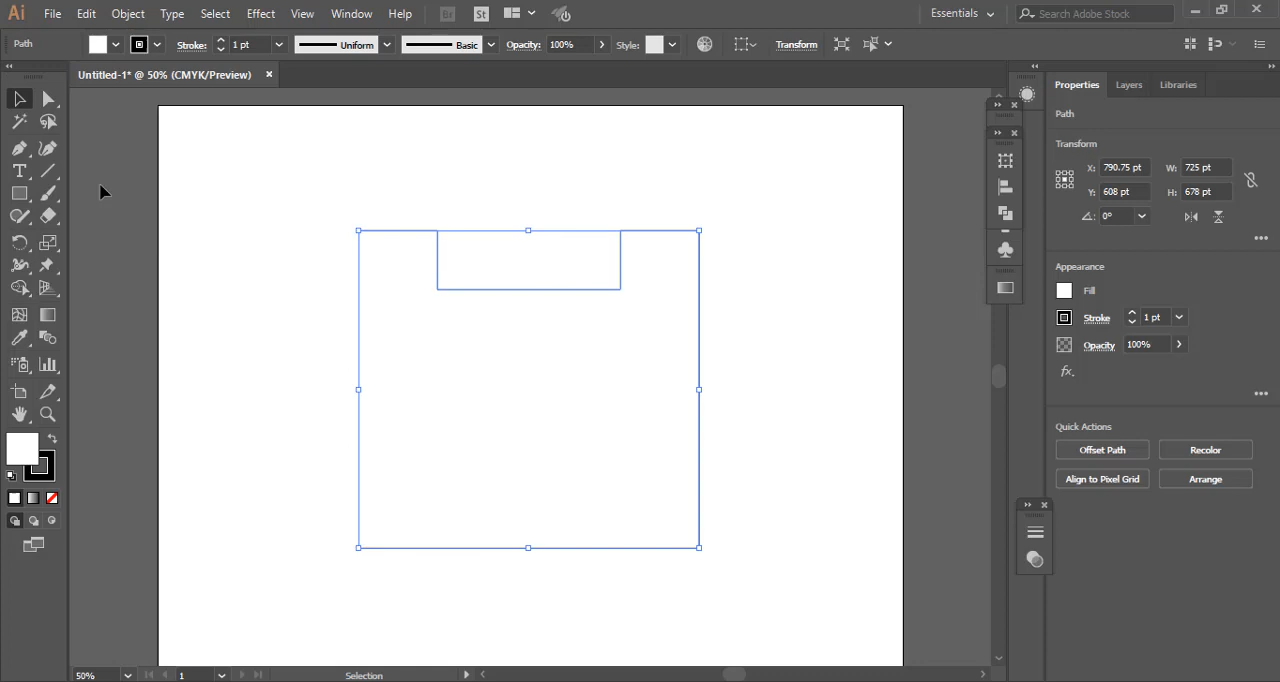 Ai File Edit Object Type Select Effect View Window Help Br St Essentials Search Adobe Stock
Path Stroke: 1 pt Uniform Basic Opacity: 100% Style: Transform
Untitled-1* @ 50% (CMYK/Preview)
Properties Layers Libraries
Path
Transform
X: 790.75 pt W: 725 pt
Y: 608 pt H: 678 pt
0°
Appearance
Fill
Stroke 1 pt
Opacity 100%
fx.
Quick Actions
Offset Path Recolor
Align to Pixel Grid Arrange
50% 1 Selection